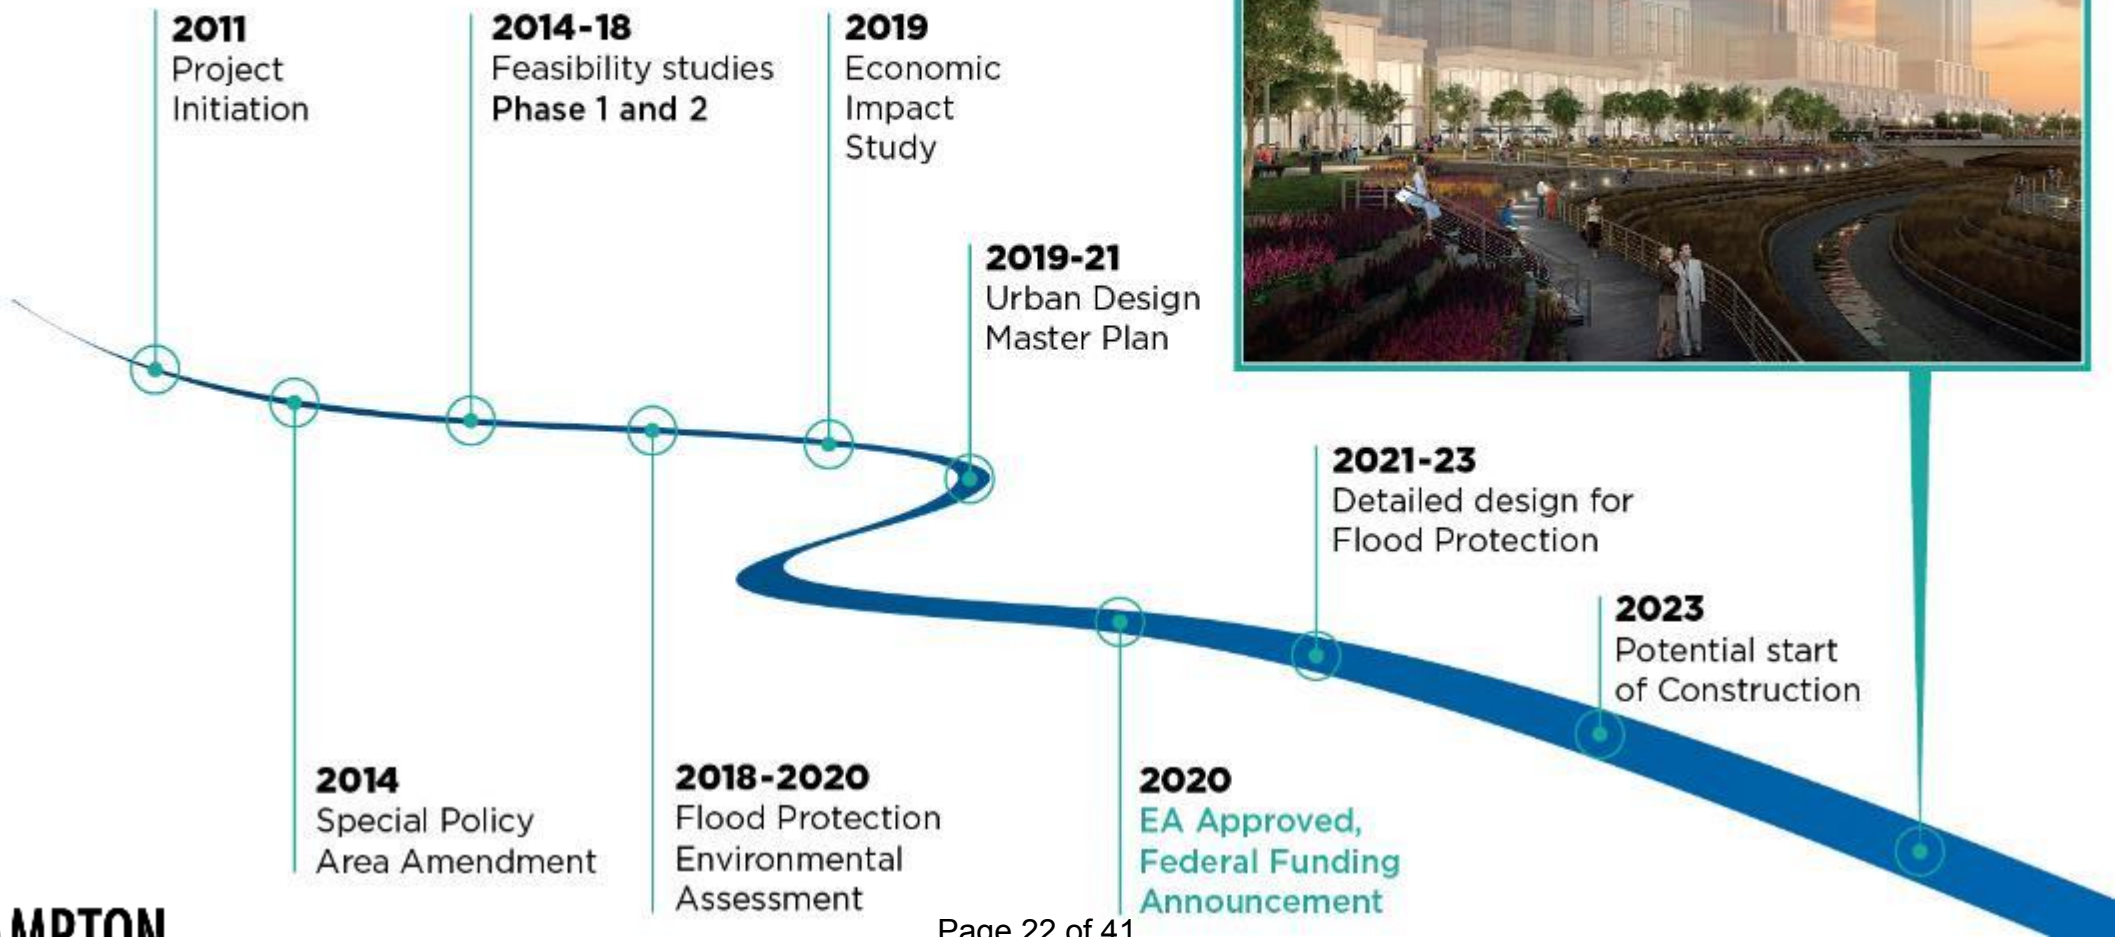 2011
Project
Initiation
2014-18
Feasibility studies
Phase 1 and 2
2019
Economic
Impact
Study
2019-21
Urban Design
Master Plan
2021-23
Detailed design for
Flood Protection
2023
Potential start
of Construction
2014
Special Policy
Area Amendment
2018-2020
Flood Protection
Environmental
Assessment
2020
EA Approved,
Federal Funding
Announcement
AMPTON
Page 22 of 41